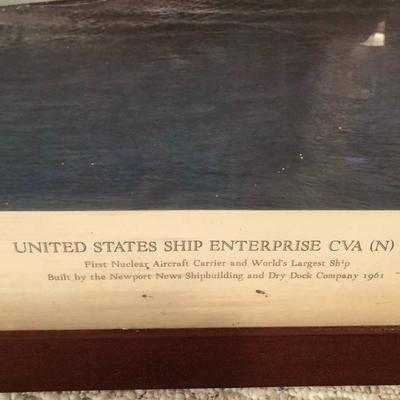 UNITED STATES SHIP ENTERPRISE CVA (N)
First Nuclear Aircraft Carrier and World's Largest Ship
Built by the Newport News Shipbuilding and Dry Dock Company 1961